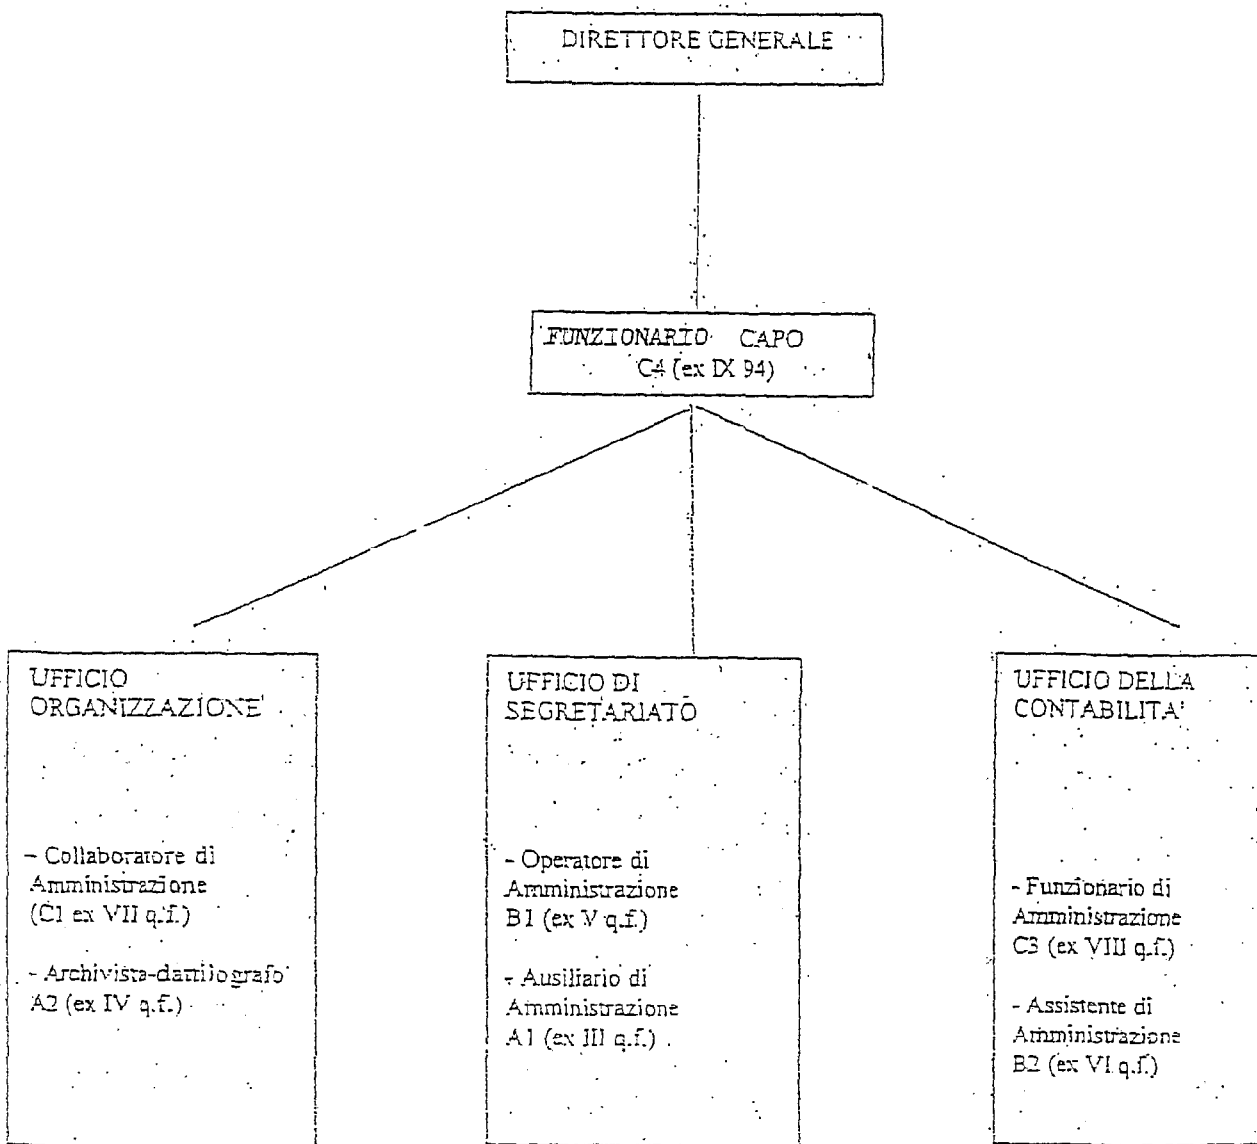 DIRETTORE GENERALE
FUNZIONARIO CAPO
C4 (ex IX 94)
UFFICIO
ORGANIZZAZIONE
- Collaboratore di
Amministrazione
(C1 ex VII q.f.)
- Archivista-dattilografo
A2 (ex IV q.f.)
UFFICIO DI
SEGRETARIATO
- Operatore di
Amministrazione
B1 (ex V q.f.)
- Ausiliario di
Amministrazione
A1 (ex III q.f.)
UFFICIO DELLA
CONTABILITA'
- Funzionario di
Amministrazione
C3 (ex VIII q.f.)
- Assistente di
Amministrazione
B2 (ex VI q.f.)